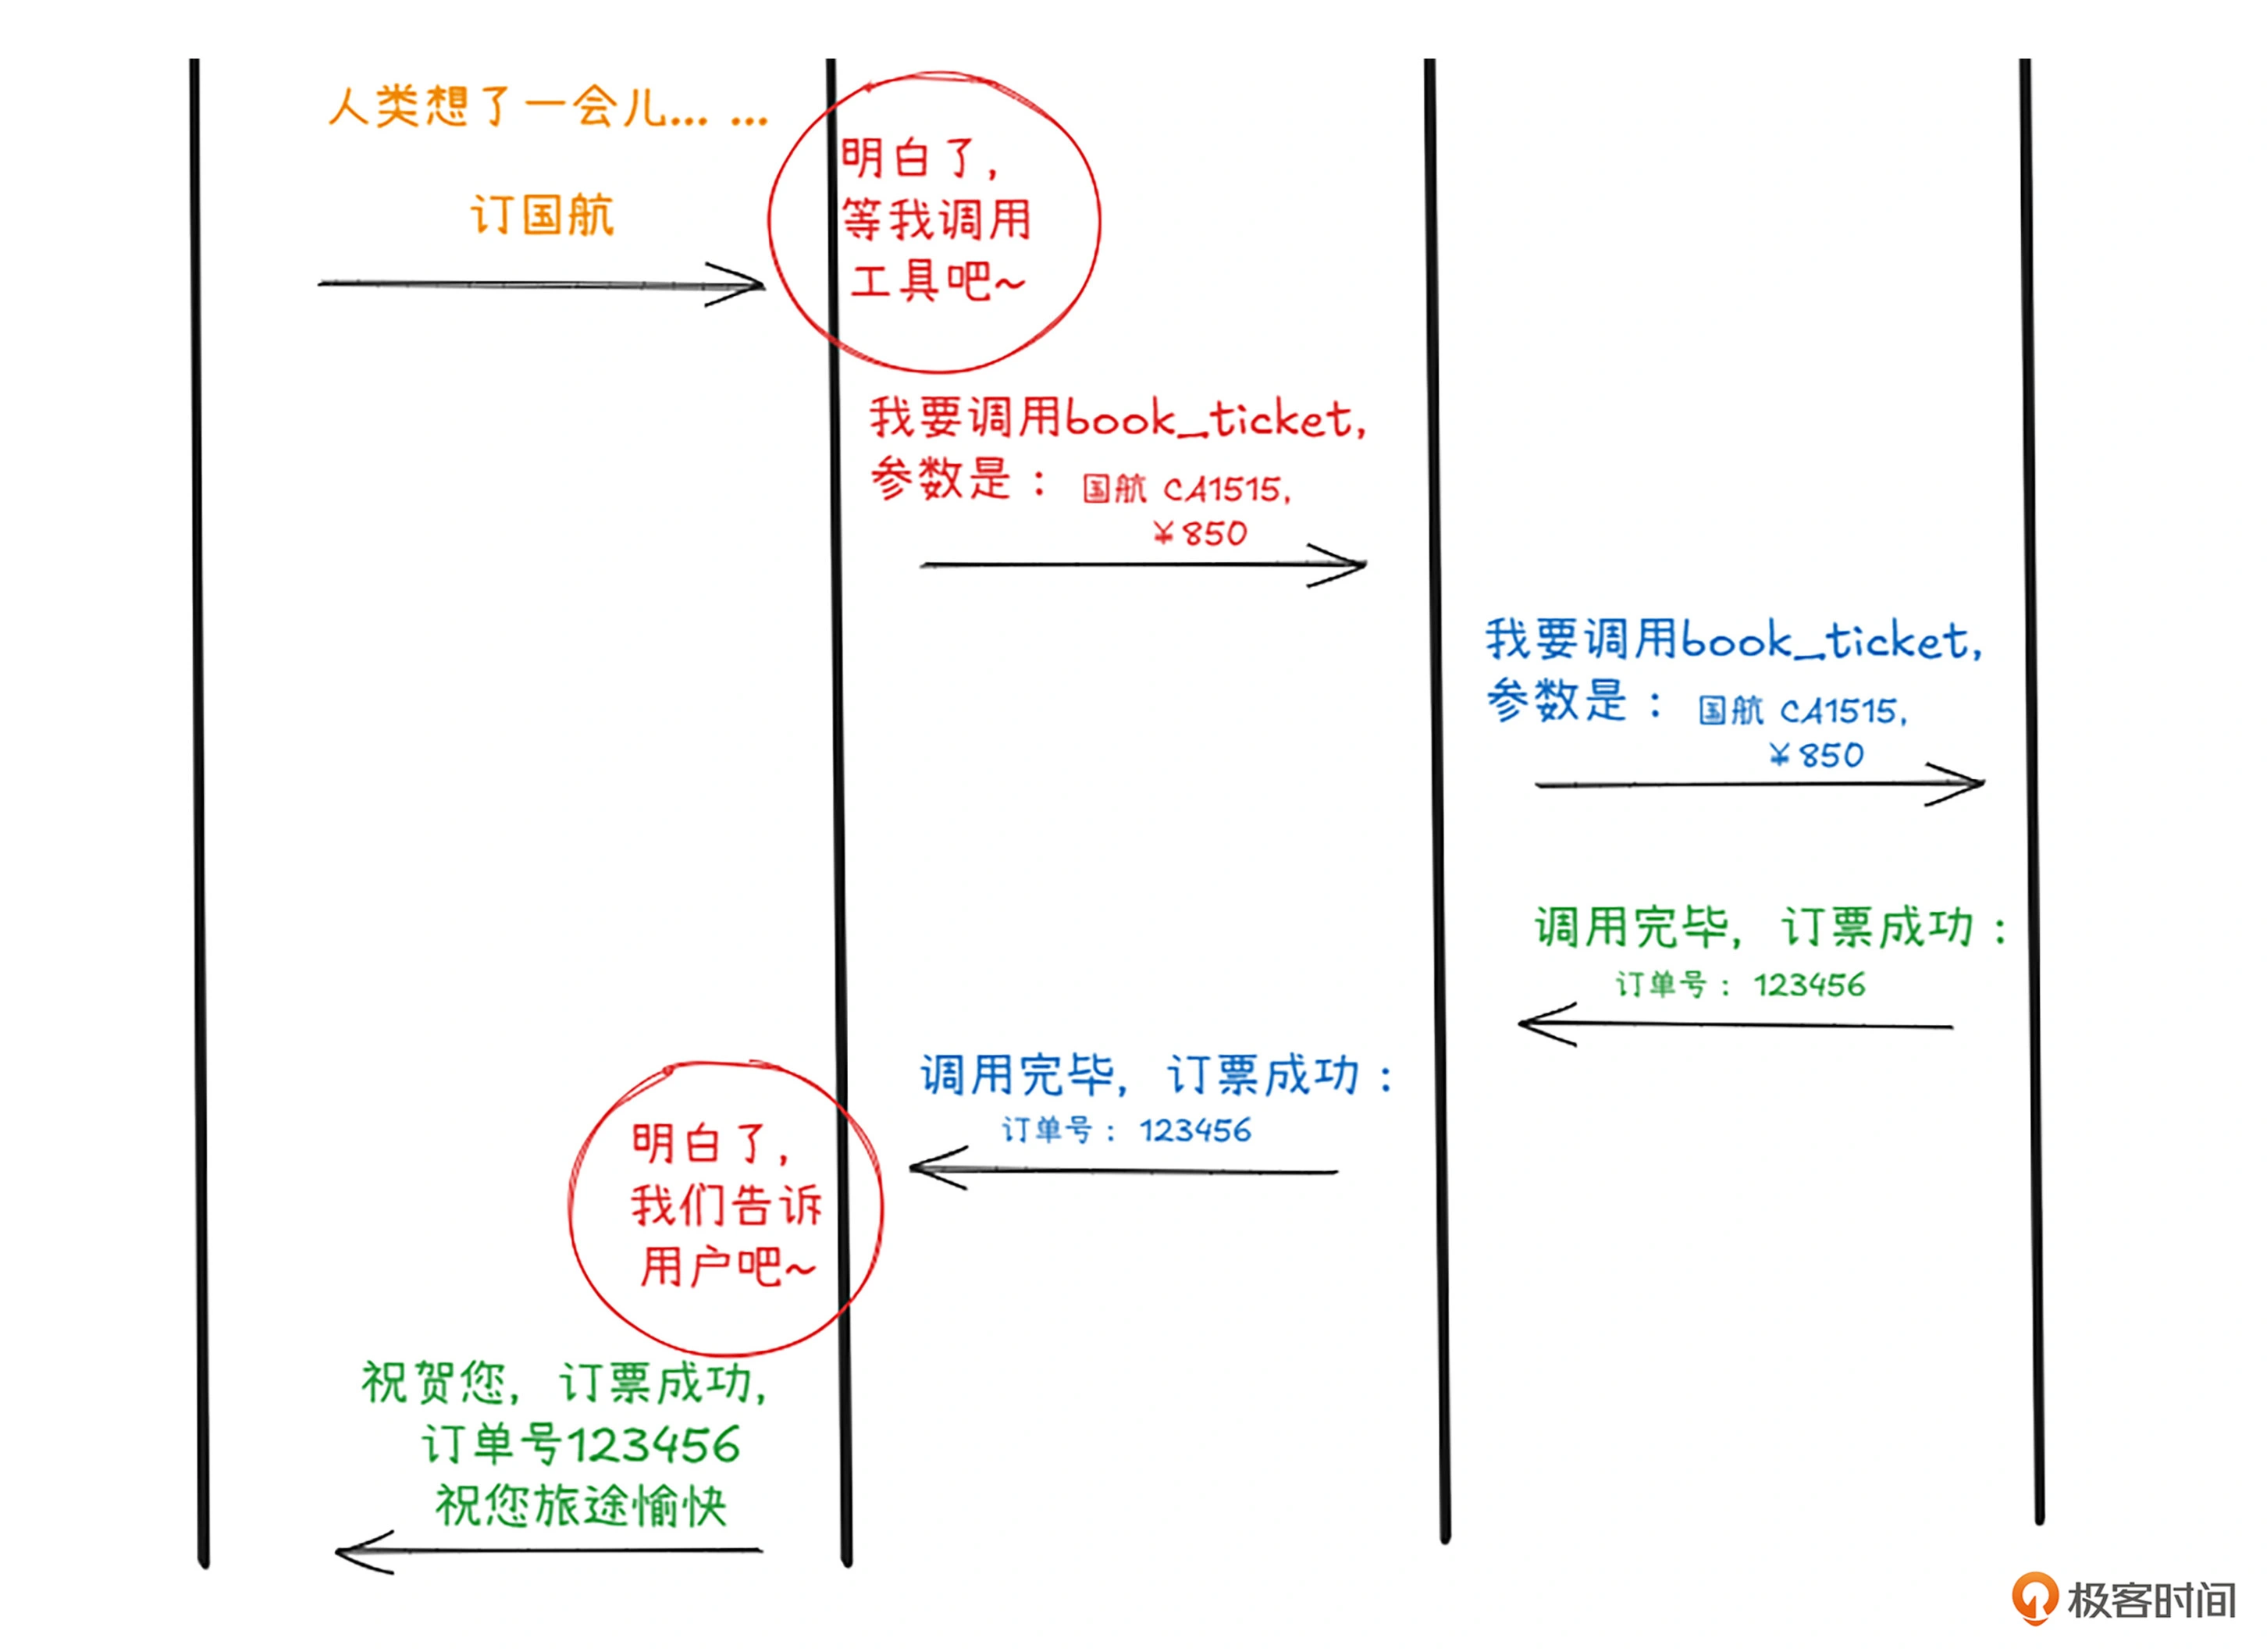 人类想了一会儿... ...
订国航
明白了,
等我调用
工具吧~
我要调用book_ticket,
参数是： 国航 CA1515,
￥850
我要调用book_ticket,
参数是： 国航 CA1515,
￥850
调用完毕, 订票成功：
订单号： 123456
调用完毕, 订票成功：
订单号： 123456
明白了,
我们告诉
用户吧~
祝贺您, 订票成功,
订单号123456
祝您旅途愉快
极客时间